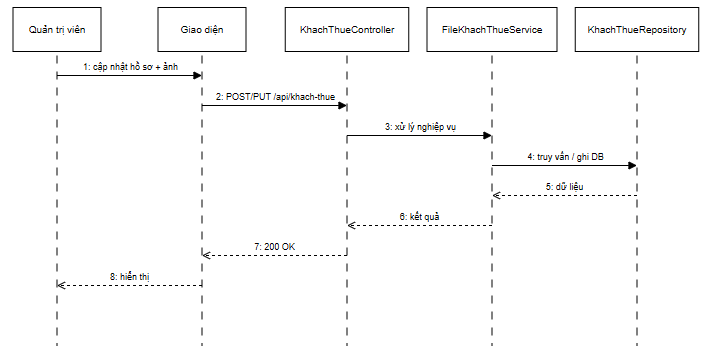 Quản trị viên
Giao diện
KhachThueController
FileKhachThueService
KhachThueRepository
1: cập nhật hồ sơ + ảnh
2: POST/PUT /api/khach-thue
3: xử lý nghiệp vụ
4: truy vấn / ghi DB
5: dữ liệu
6: kết quả
7: 200 OK
8: hiển thị